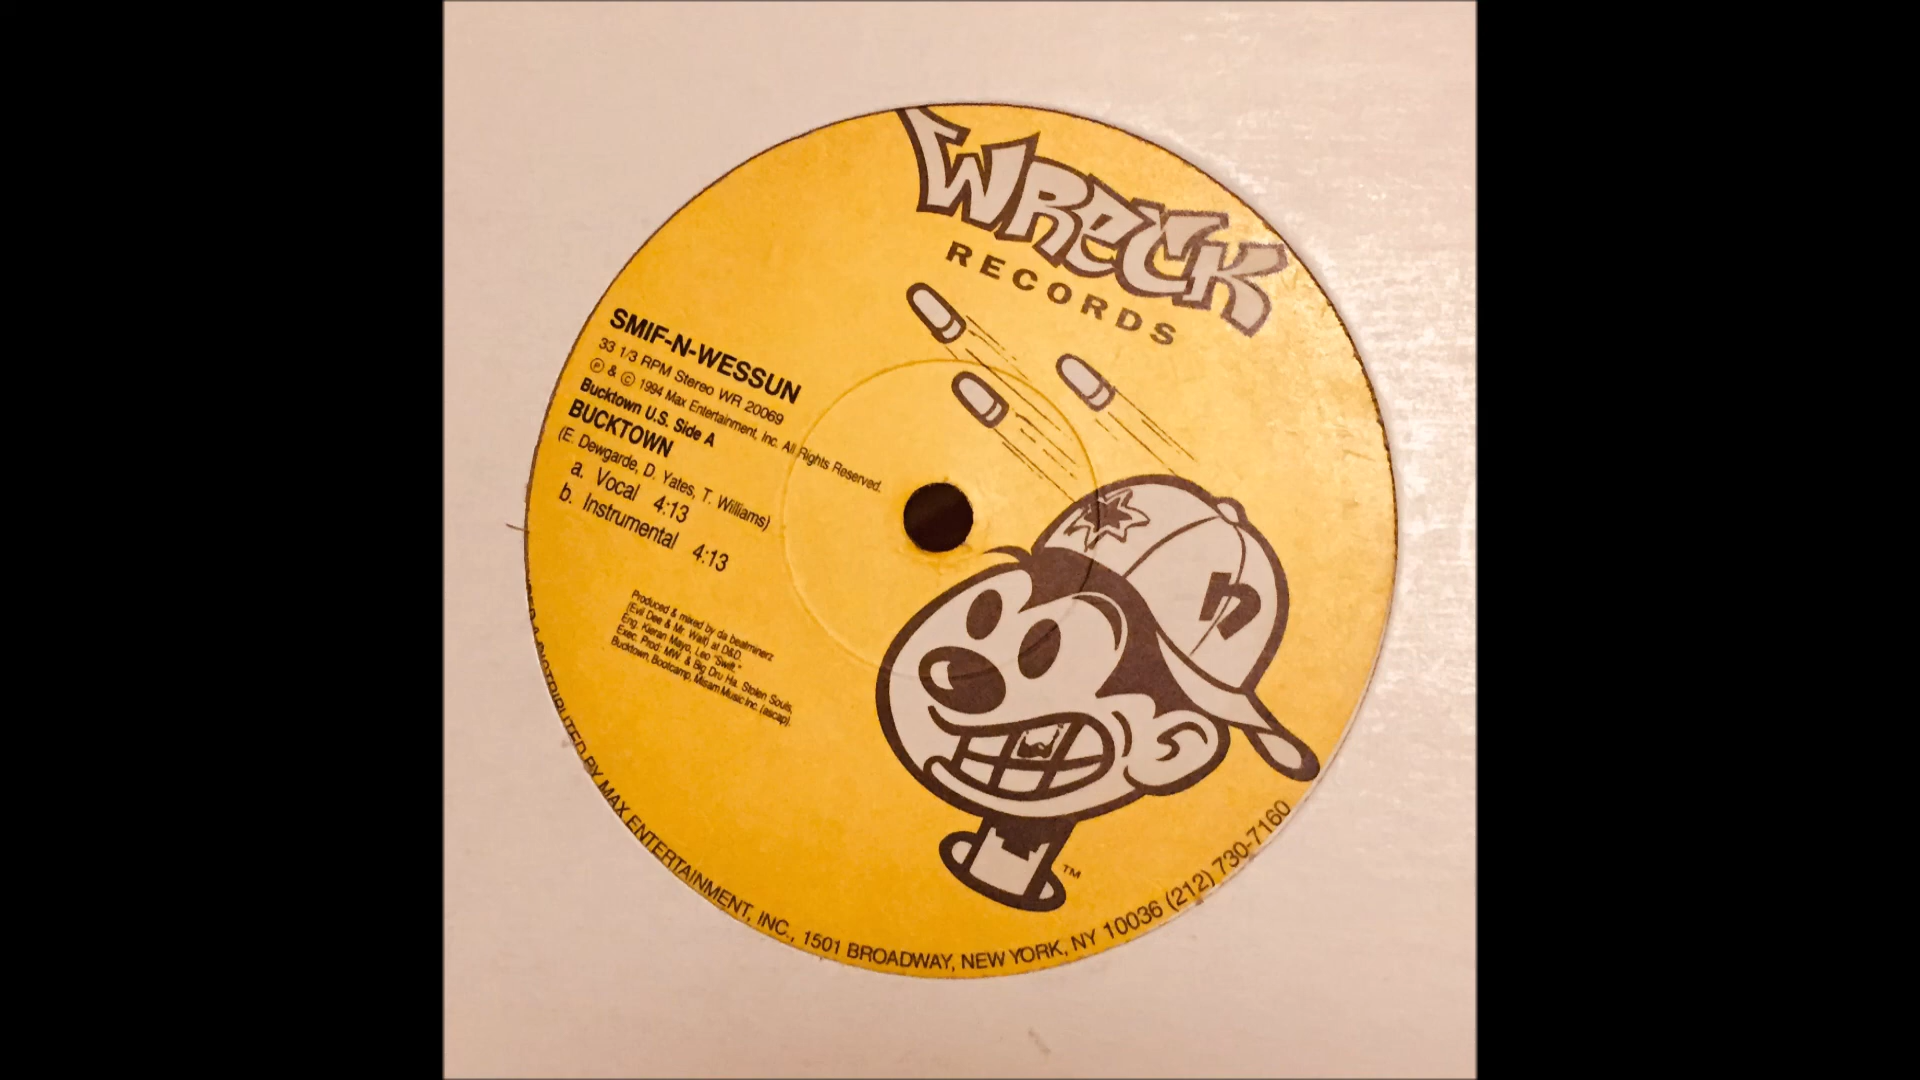 WRECK
RECORDS
SMIF-N-WESSUN
33 1/3 RPM Stereo WR 20069
Ⓟ & © 1994 Max Entertainment, Inc. All Rights Reserved.
Bucktown U.S. Side A
BUCKTOWN
(E. Dewgarde, D. Yates, T. Williams)
a. Vocal 4:13
b. Instrumental 4:13
Produced & mixed by da beatminerz
(Evil Dee & Mr. Walt) at D&D.
Eng. Kieran Mayo, Leo "Swift."
Exec. Prod: MW. & Big Dru Ha. Stolen Souls,
Bucktown, Bootcamp, Misam Music Inc. (ascap).
n
TM
DISTRIBUTED BY MAX ENTERTAINMENT, INC., 1501 BROADWAY, NEW YORK, NY 10036 (212) 730-7160